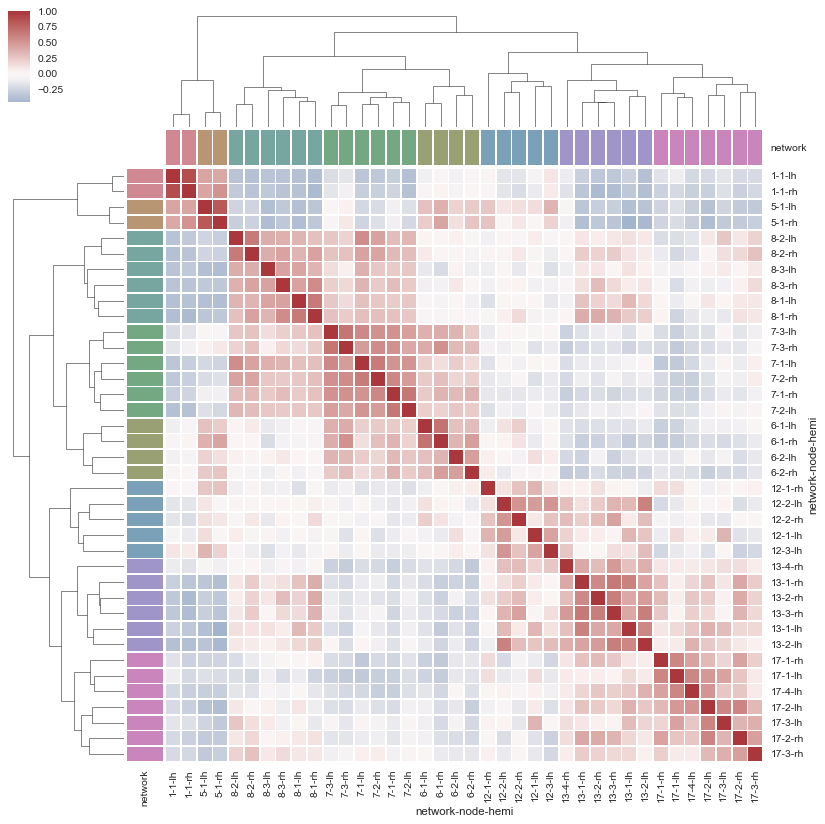 1.00
0.75
0.50
0.25
0.00
−0.25
network
1-1-lh
1-1-rh
5-1-lh
5-1-rh
8-2-lh
8-2-rh
8-3-lh
8-3-rh
8-1-lh
8-1-rh
7-3-lh
7-3-rh
7-1-lh
7-2-rh
7-1-rh
7-2-lh
6-1-lh
6-1-rh
6-2-lh
6-2-rh
12-1-rh
12-2-lh
12-2-rh
12-1-lh
12-3-lh
13-4-rh
13-1-rh
13-2-rh
13-3-rh
13-1-lh
13-2-lh
17-1-rh
17-1-lh
17-4-lh
17-2-lh
17-3-lh
17-2-rh
17-3-rh
network-node-hemi
network
1-1-lh
1-1-rh
5-1-lh
5-1-rh
8-2-lh
8-2-rh
8-3-lh
8-3-rh
8-1-lh
8-1-rh
7-3-lh
7-3-rh
7-1-lh
7-2-rh
7-1-rh
7-2-lh
6-1-lh
6-1-rh
6-2-lh
6-2-rh
12-1-rh
12-2-lh
12-2-rh
12-1-lh
12-3-lh
13-4-rh
13-1-rh
13-2-rh
13-3-rh
13-1-lh
13-2-lh
17-1-rh
17-1-lh
17-4-lh
17-2-lh
17-3-lh
17-2-rh
17-3-rh
network-node-hemi